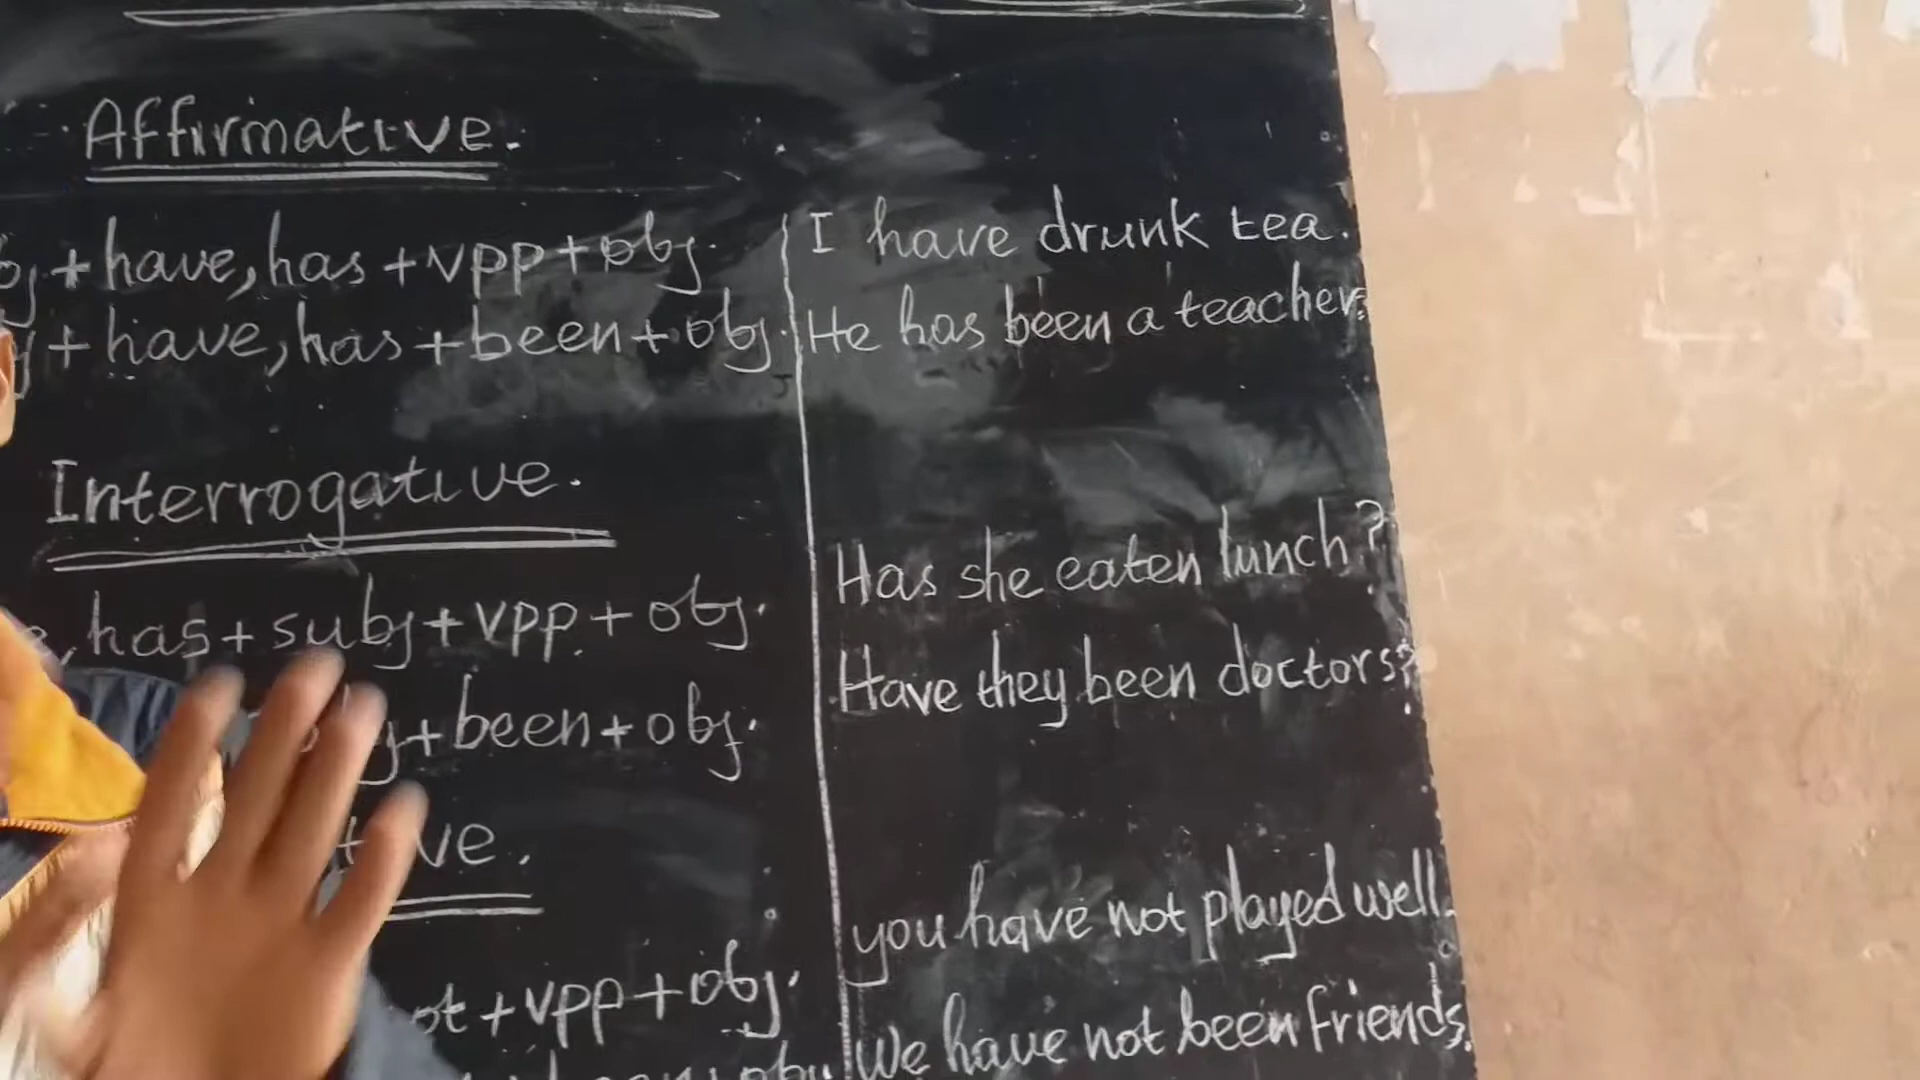 Affirmative.
+ have, has + vpp + obj.
+ have, has + been + obj.
I have drunk tea.
He has been a teacher.
Interrogative.
has + subj + vpp + obj.
+ been + obj.
Has she eaten lunch?
Have they been doctors?
+ vpp + obj.
you have not played well.
We have not been friends.